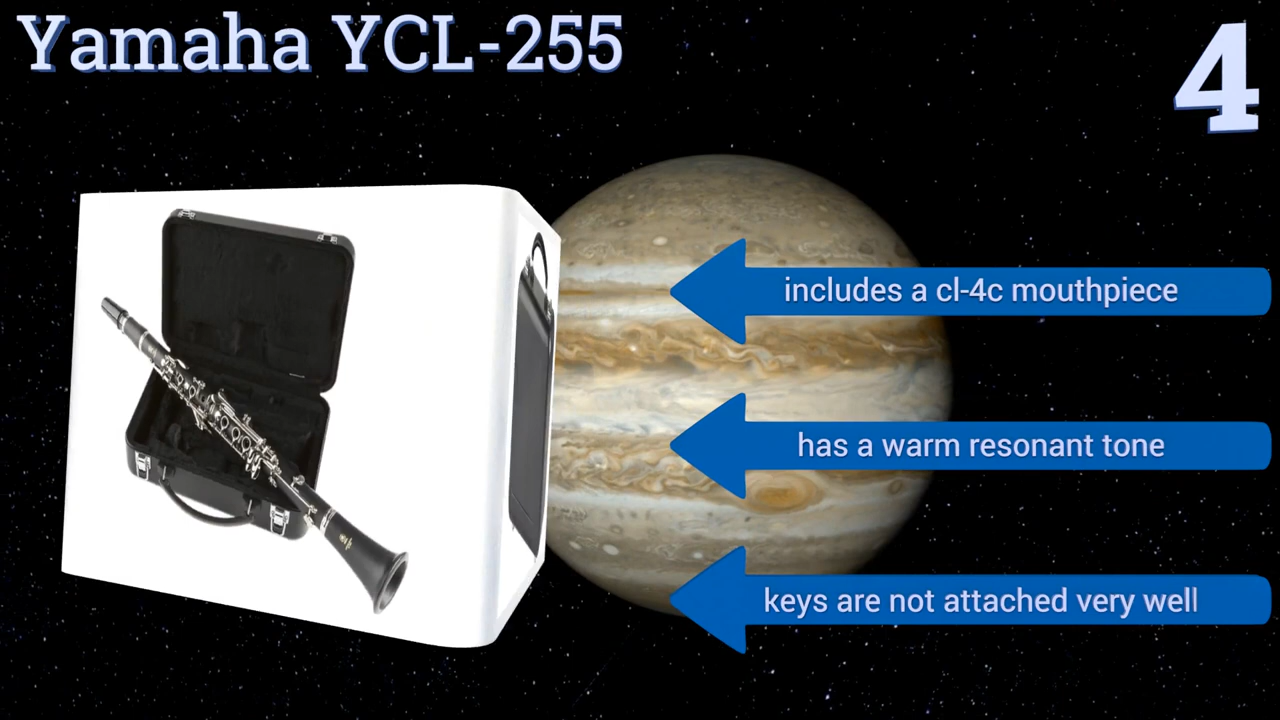 Yamaha YCL-255
4
includes a cl-4c mouthpiece
has a warm resonant tone
keys are not attached very well